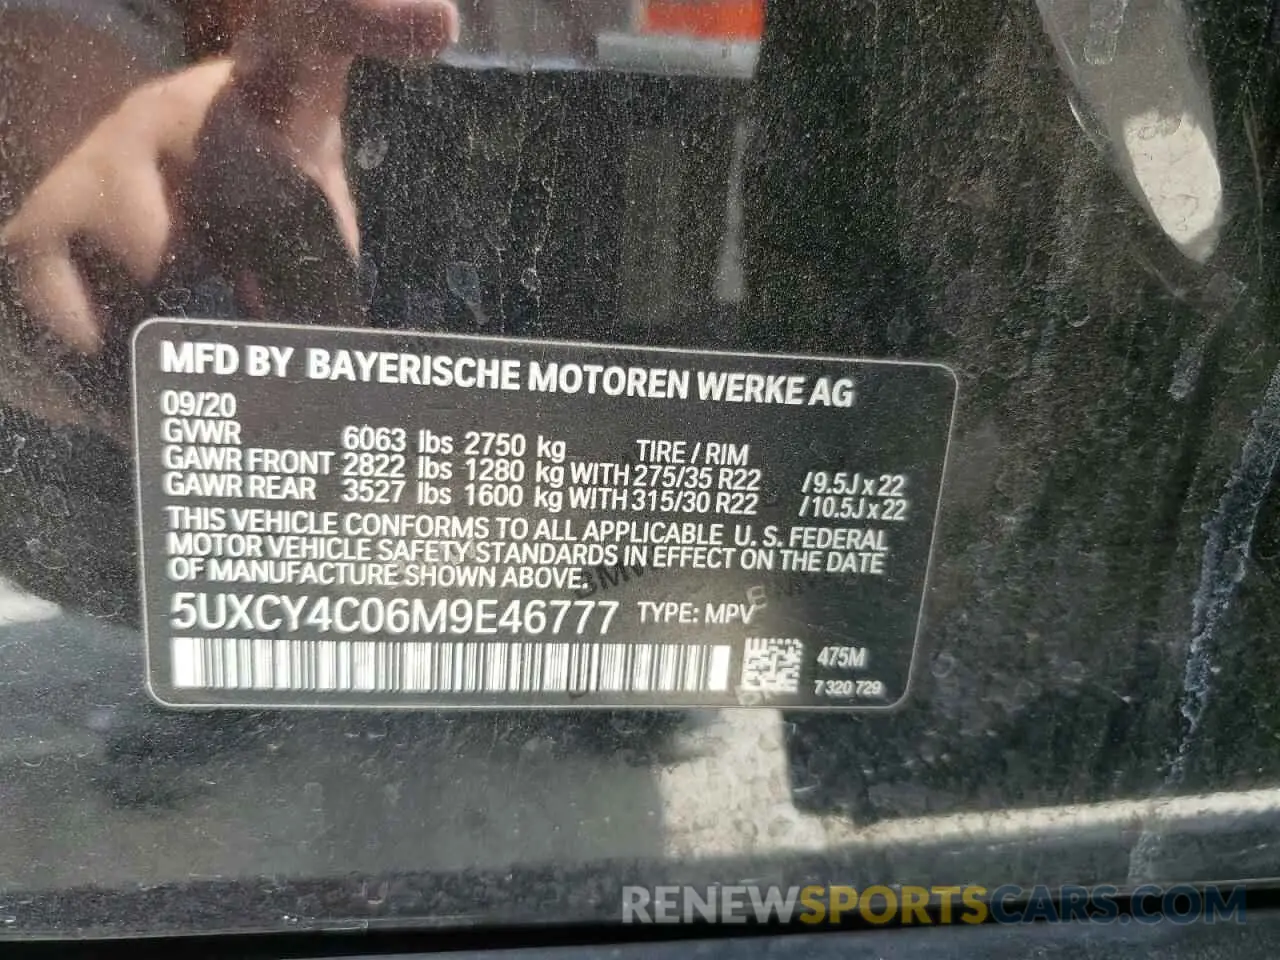 MFD BY BAYERISCHE MOTOREN WERKE AG
09/20
GVWR 6063 lbs 2750 kg TIRE / RIM
GAWR FRONT 2822 lbs 1280 kg WITH 275/35 R22 / 9.5J x 22
GAWR REAR 3527 lbs 1600 kg WITH 315/30 R22 / 10.5J x 22
THIS VEHICLE CONFORMS TO ALL APPLICABLE U. S. FEDERAL
MOTOR VEHICLE SAFETY STANDARDS IN EFFECT ON THE DATE
OF MANUFACTURE SHOWN ABOVE.
5UXCY4C06M9E46777 TYPE: MPV
475M
7 320 729
RENEWSPORTSCARS.COM